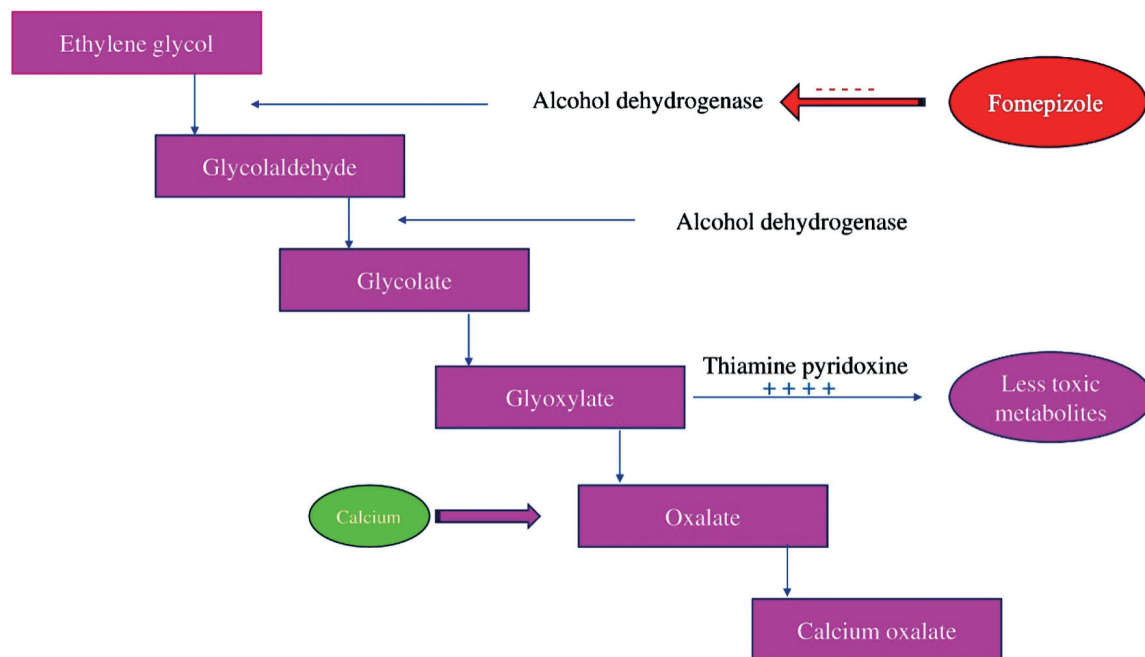 Ethylene glycol
Alcohol dehydrogenase
- - - - -
Fomepizole
Glycolaldehyde
Alcohol dehydrogenase
Glycolate
Thiamine pyridoxine
++++
Glyoxylate
Less toxic
metabolites
Calcium
Oxalate
Calcium oxalate